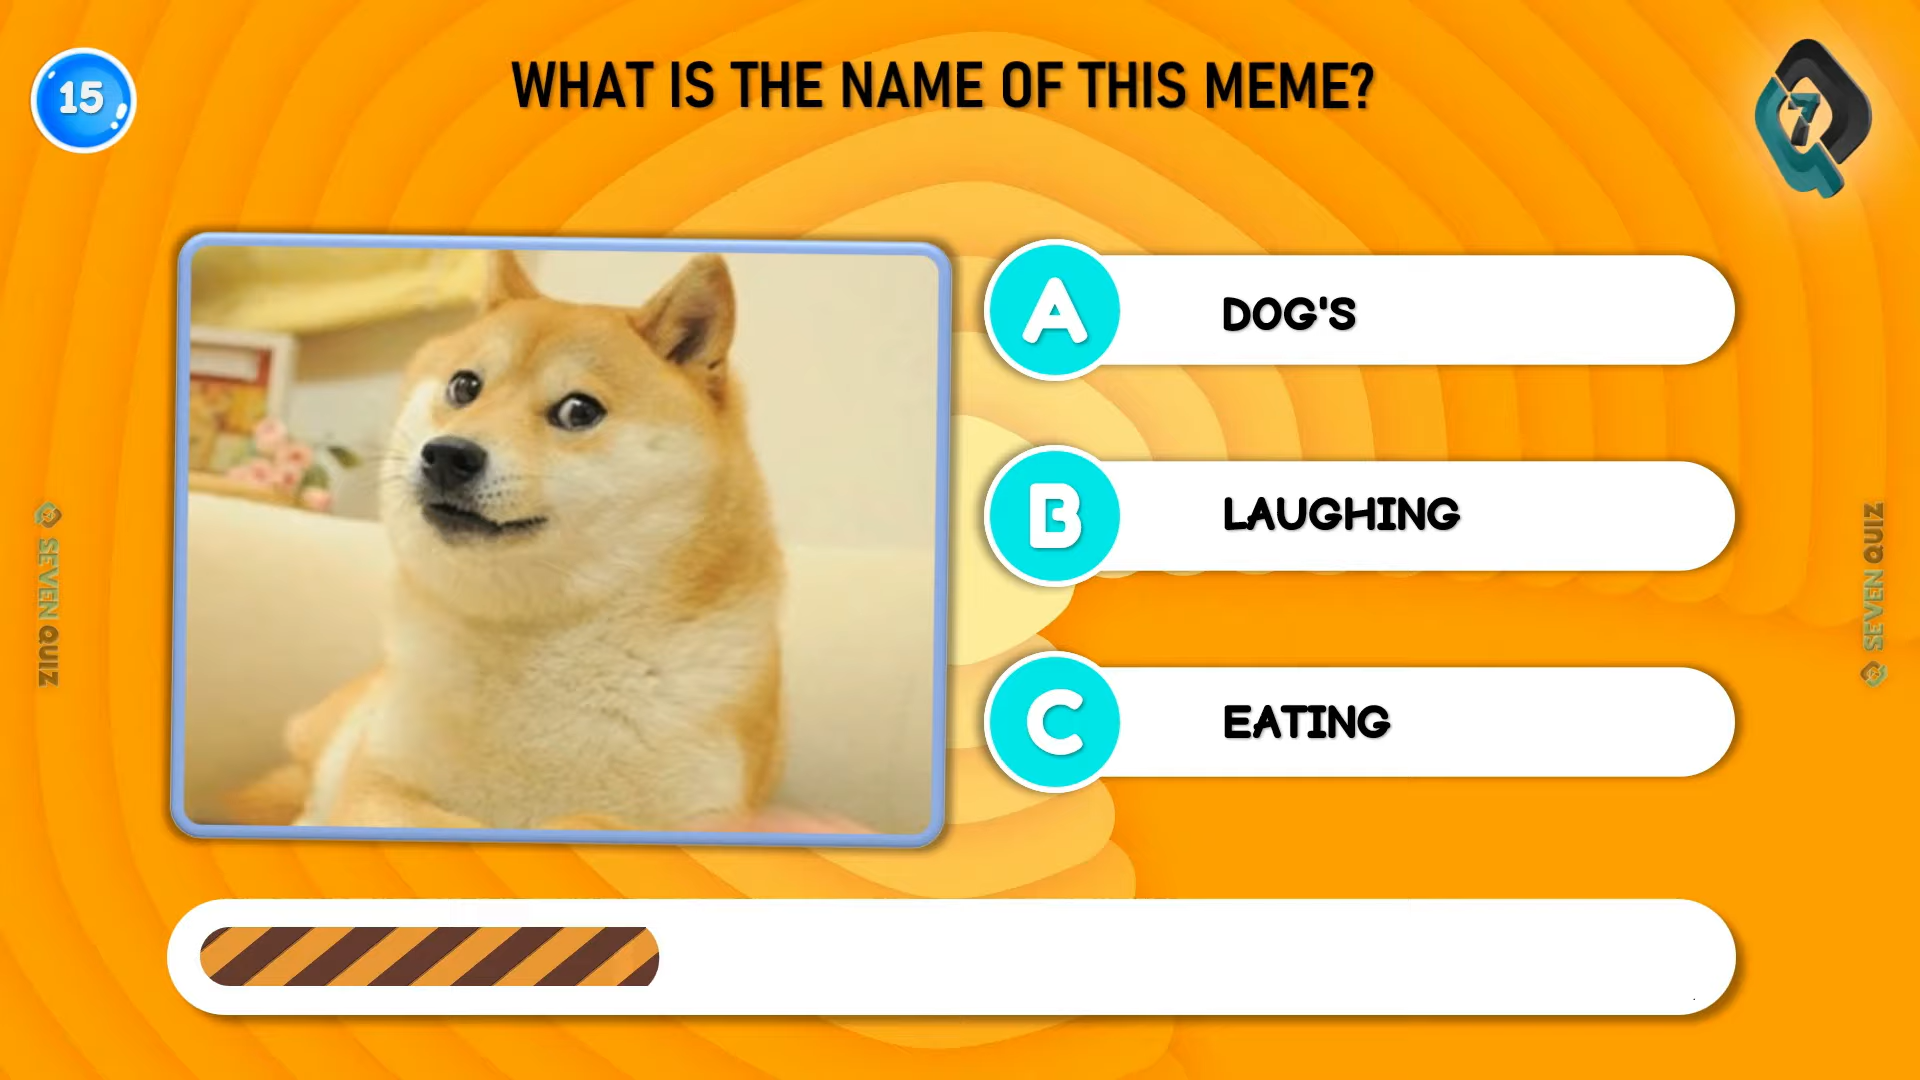 15
WHAT IS THE NAME OF THIS MEME?
7
A
DOG'S
B
LAUGHING
C
EATING
SEVEN QUIZ
SEVEN QUIZ